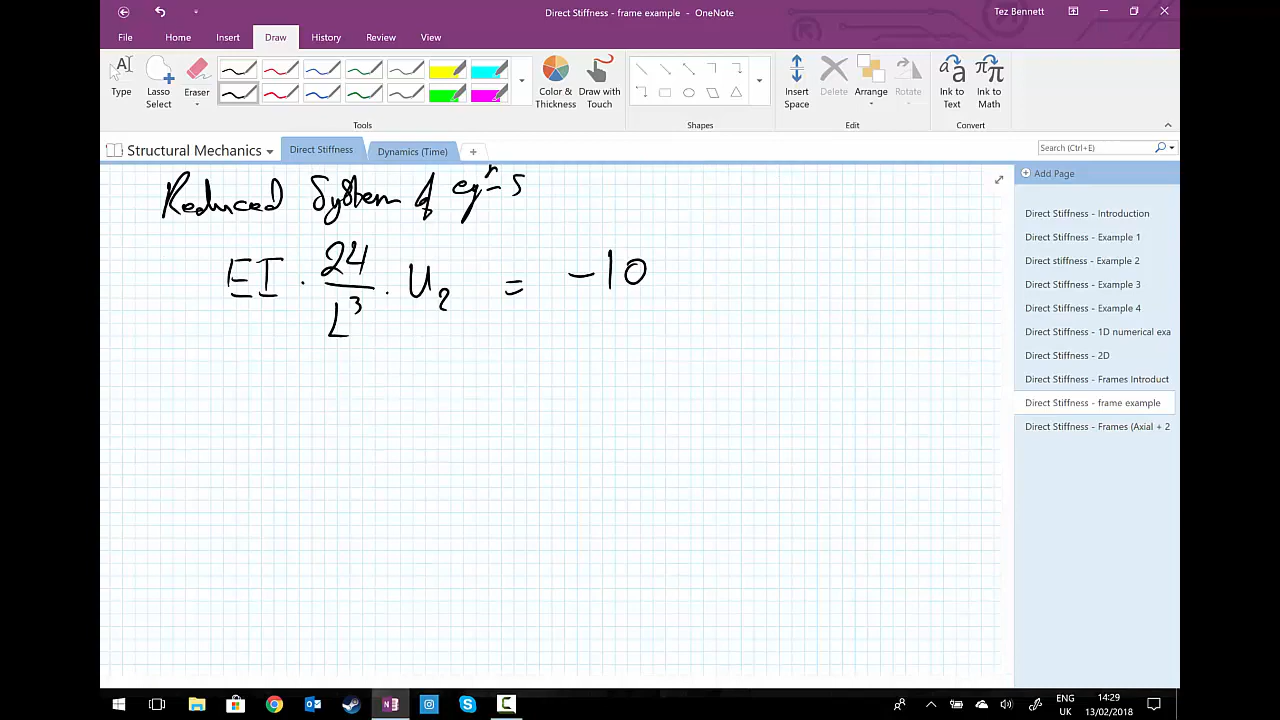 Direct Stiffness - frame example - OneNote
Tez Bennett
File Home Insert Draw History Review View
Type
Lasso Select
Eraser
Color & Thickness
Draw with Touch
Insert Space
Delete
Arrange
Rotate
Ink to Text
Ink to Math
Tools
Shapes
Edit
Convert
Structural Mechanics
Direct Stiffness
Dynamics (Time)
Search (Ctrl+E)
Reduced System of eqn-s
EI · 24/L³ · U₂ = -10
Add Page
Direct Stiffness - Introduction
Direct Stiffness - Example 1
Direct stiffness - Example 2
Direct Stiffness - Example 3
Direct Stiffness - Example 4
Direct Stiffness - 1D numerical exa
Direct Stiffness - 2D
Direct Stiffness - Frames Introduct
Direct Stiffness - frame example
Direct Stiffness - Frames (Axial + 2
ENG
UK
14:29
13/02/2018